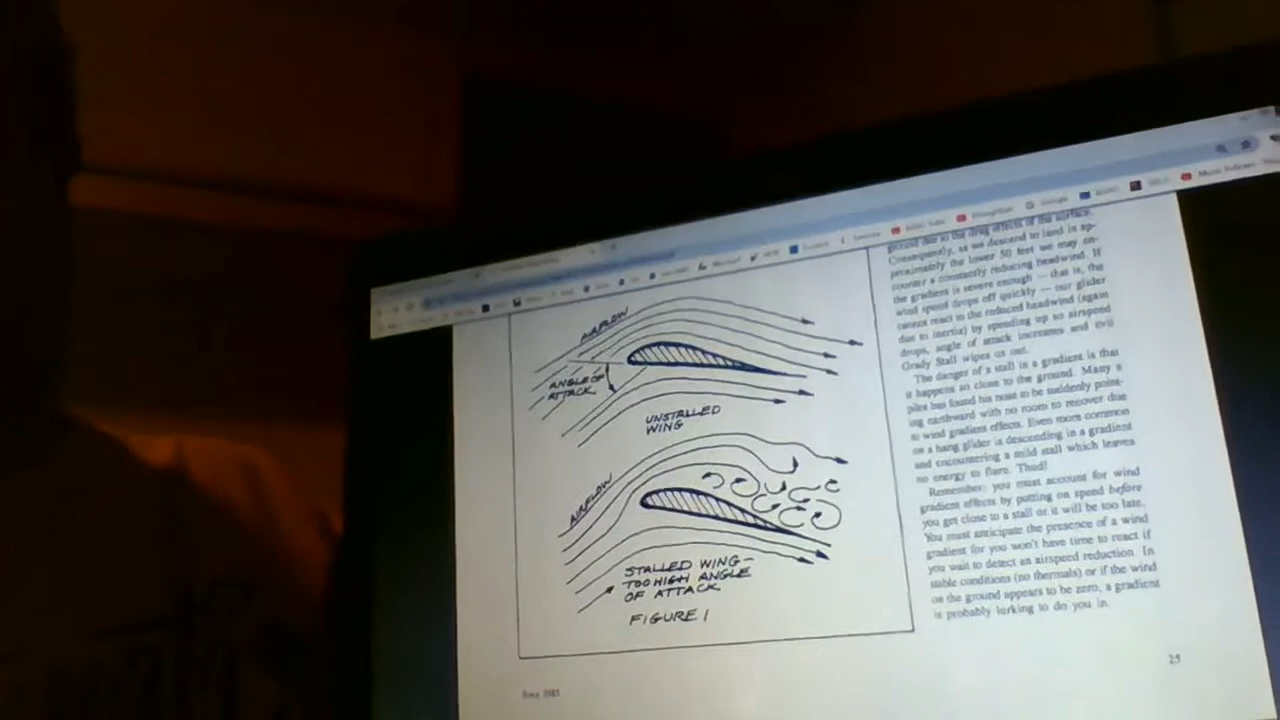 AIRFLOW
ANGLE OF
ATTACK
UNSTALLED
WING
AIRFLOW
STALLED WING –
TOO HIGH ANGLE
OF ATTACK
FIGURE 1
ground due to the drag effects of the surface.
Consequently, as we descend to land in ap-
proximately the lower 50 feet we may en-
counter a constantly reducing headwind. If
the gradient is severe enough — that is, the
wind speed drops off quickly — our glider
cannot react to the reduced headwind (again
due to inertia) by speeding up so airspeed
drops, angle of attack increases and evil
Grady Stall wipes us out.
The danger of a stall in a gradient is that
it happens so close to the ground. Many a
pilot has found his nose to be suddenly point-
ing earthward with no room to recover due
to wind gradient effects. Even more common
on a hang glider is descending in a gradient
and encountering a mild stall which leaves
no energy to flare. Thud!
Remember: you must account for wind
gradient effects by putting on speed before
you get close to a stall or it will be too late.
You must anticipate the presence of a wind
gradient for you won't have time to react if
you wait to detect an airspeed reduction. In
stable conditions (no thermals) or if the wind
on the ground appears to be zero, a gradient
is probably lurking to do you in.
25
Google